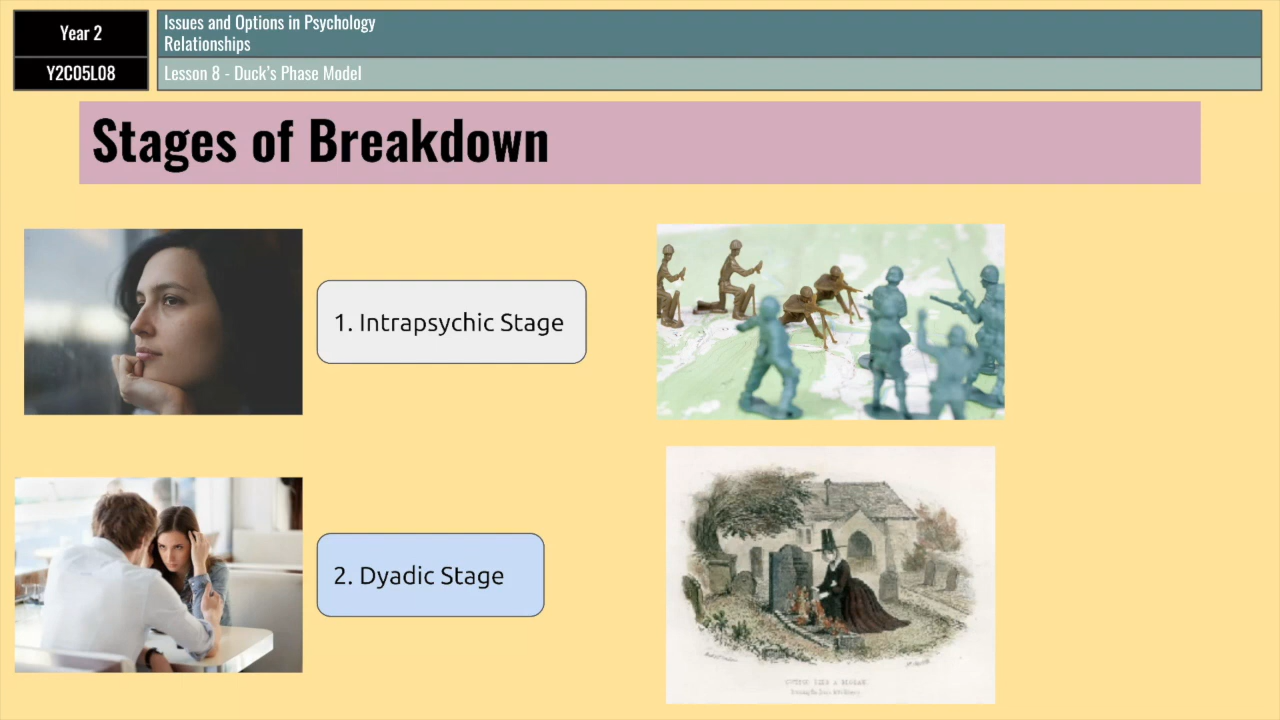 Year 2
Issues and Options in Psychology
Relationships
Y2C05L08
Lesson 8 - Duck's Phase Model
Stages of Breakdown
1. Intrapsychic Stage
2. Dyadic Stage